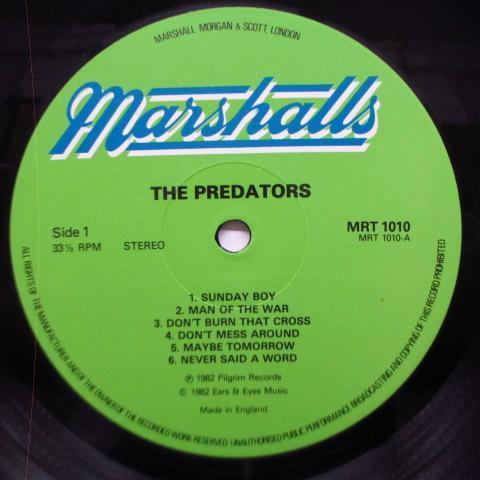 MARSHALL MORGAN & SCOTT, LONDON
Marshalls
THE PREDATORS
Side 1
33⅓ RPM STEREO
MRT 1010
MRT 1010-A
1. SUNDAY BOY
2. MAN OF THE WAR
3. DON'T BURN THAT CROSS
4. DON'T MESS AROUND
5. MAYBE TOMORROW
6. NEVER SAID A WORD
℗ 1982 Pilgrim Records
© 1982 Ears & Eyes Music
Made in England
ALL RIGHTS OF THE MANUFACTURER AND OF THE OWNER OF THE RECORDED WORK RESERVED UNAUTHORISED PUBLIC PERFORMANCE BROADCASTING AND COPYING OF THIS RECORD PROHIBITED